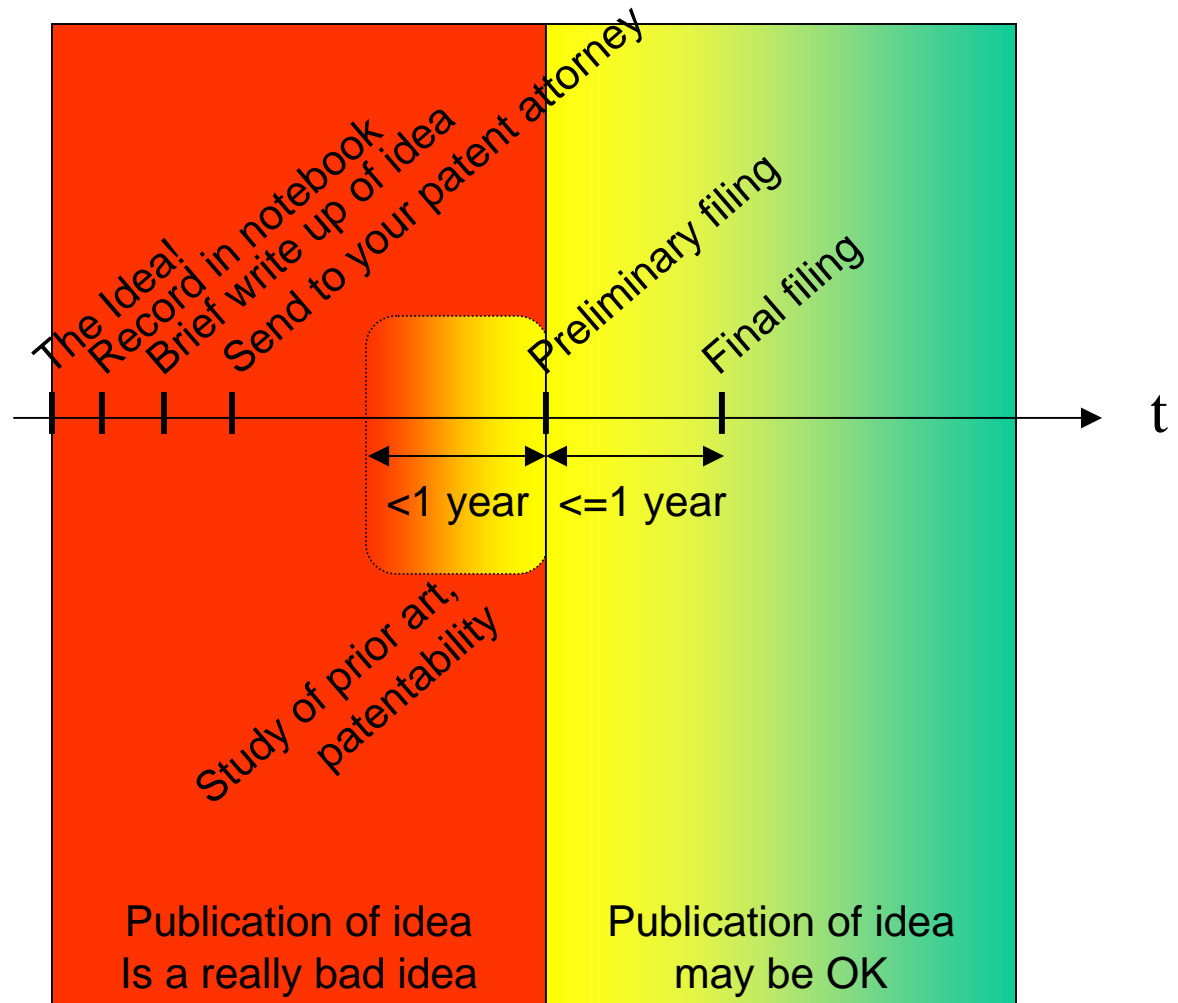 The Idea!
Record in notebook
Brief write up of idea
Send to your patent attorney
Preliminary filing
Final filing
t
<1 year
<=1 year
Study of prior art,
patentability
Publication of idea
Is a really bad idea
Publication of idea
may be OK